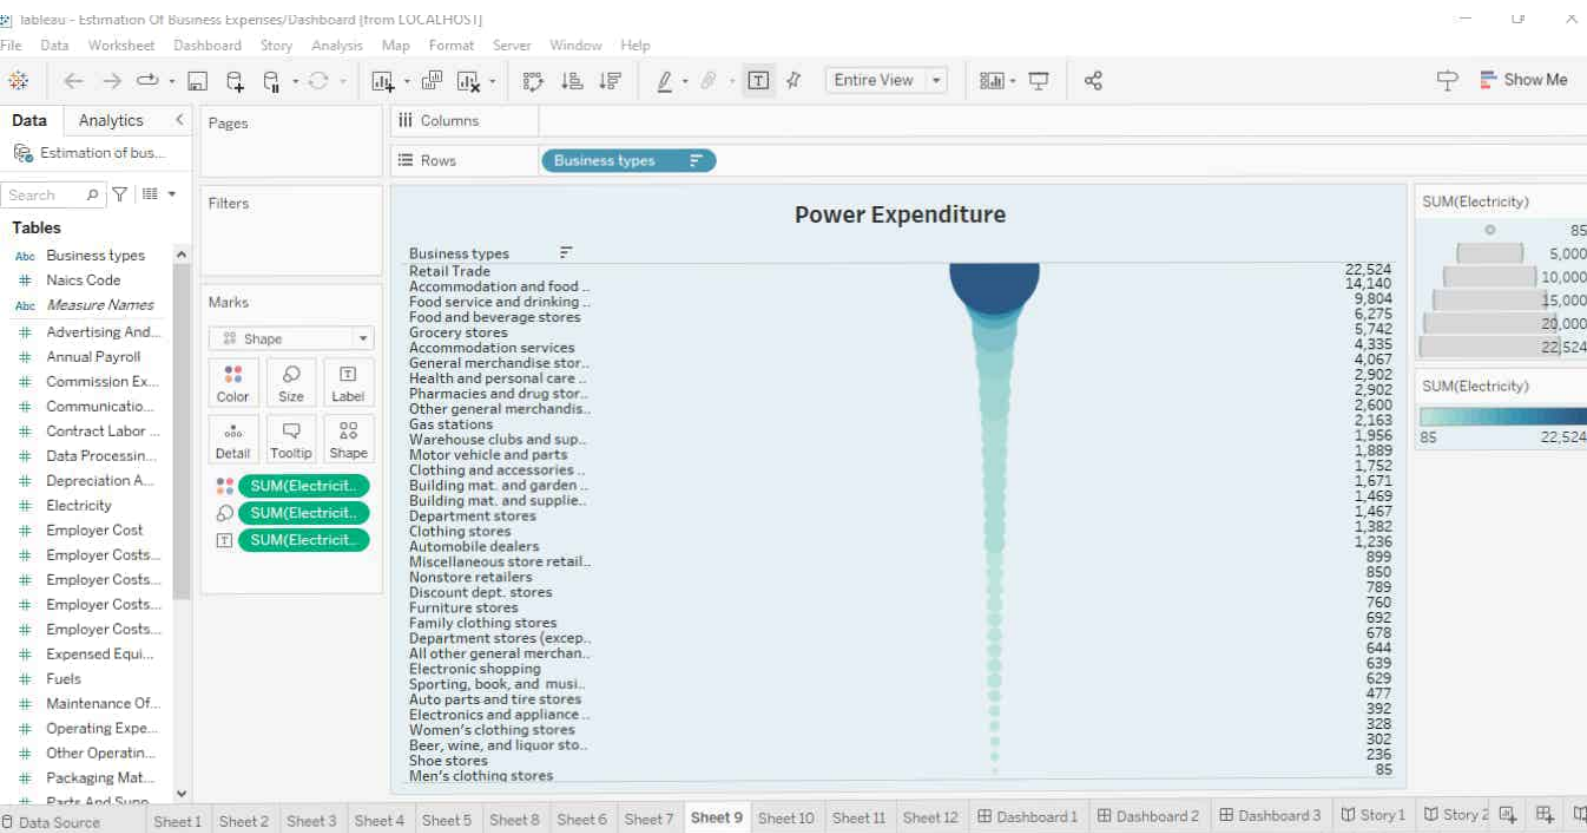 Tableau - Estimation Of Business Expenses/Dashboard [from LOCALHOST]
File Data Worksheet Dashboard Story Analysis Map Format Server Window Help
Entire View
Show Me
Data Analytics
Estimation of bus...
Search
Tables
Abc Business types
# Naics Code
Abc Measure Names
# Advertising And...
# Annual Payroll
# Commission Ex...
# Communicatio...
# Contract Labor ...
# Data Processin...
# Depreciation A...
# Electricity
# Employer Cost
# Employer Costs...
# Employer Costs...
# Employer Costs...
# Employer Costs...
# Expensed Equi...
# Fuels
# Maintenance Of...
# Operating Expe...
# Other Operatin...
# Packaging Mat...
# Parts And Supp...
Pages
Filters
Marks
Shape
Color Size Label
Detail Tooltip Shape
SUM(Electricit..
SUM(Electricit..
SUM(Electricit..
Columns
Rows Business types
Power Expenditure
Business types
Retail Trade 22,524
Accommodation and food .. 14,140
Food service and drinking .. 9,804
Food and beverage stores 6,275
Grocery stores 5,742
Accommodation services 4,335
General merchandise stor.. 4,067
Health and personal care .. 2,902
Pharmacies and drug stor.. 2,902
Other general merchandis.. 2,600
Gas stations 2,163
Warehouse clubs and sup.. 1,956
Motor vehicle and parts 1,889
Clothing and accessories .. 1,752
Building mat. and garden .. 1,671
Building mat. and supplie.. 1,469
Department stores 1,467
Clothing stores 1,382
Automobile dealers 1,236
Miscellaneous store retail.. 899
Nonstore retailers 850
Discount dept. stores 789
Furniture stores 760
Family clothing stores 692
Department stores (excep.. 678
All other general merchan.. 644
Electronic shopping 639
Sporting, book, and musi.. 629
Auto parts and tire stores 477
Electronics and appliance .. 392
Women's clothing stores 328
Beer, wine, and liquor sto.. 302
Shoe stores 236
Men's clothing stores 85
SUM(Electricity)
85
5,000
10,000
15,000
20,000
22,524
SUM(Electricity)
85 22,524
Data Source Sheet 1 Sheet 2 Sheet 3 Sheet 4 Sheet 5 Sheet 8 Sheet 6 Sheet 7 Sheet 9 Sheet 10 Sheet 11 Sheet 12 Dashboard 1 Dashboard 2 Dashboard 3 Story 1 Story 2